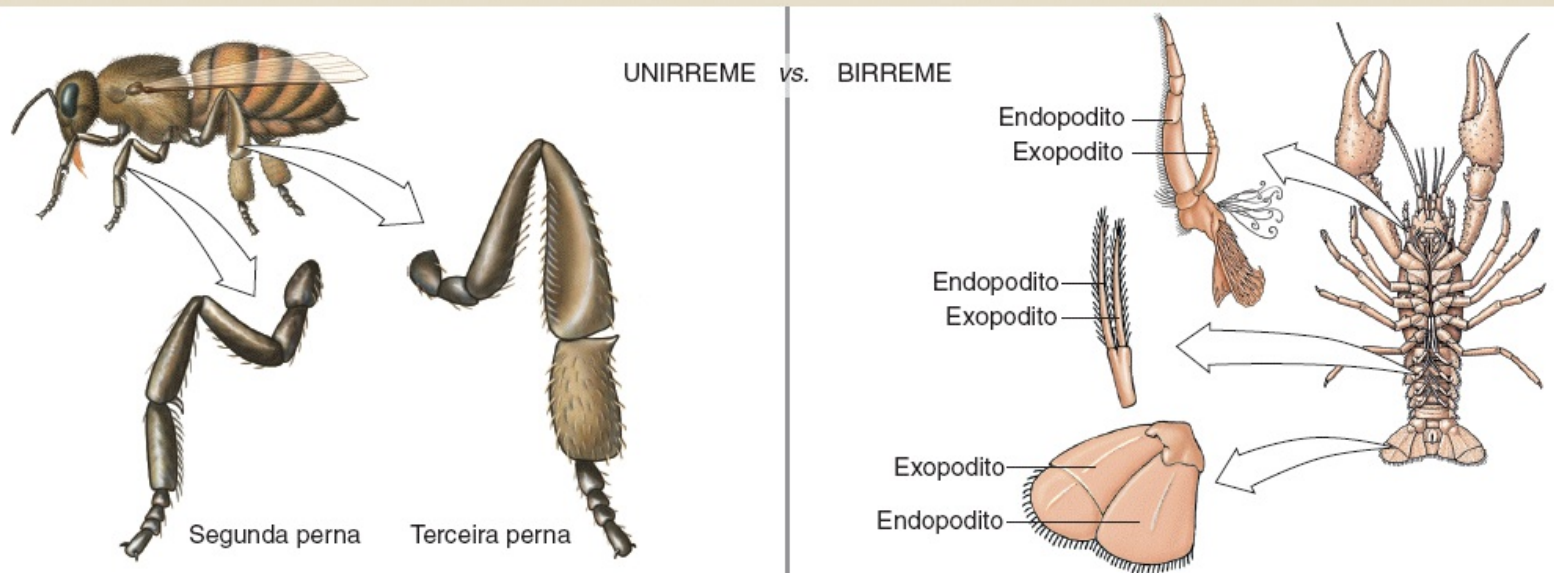 UNIRREME vs. BIRREME
Endopodito
Exopodito
Endopodito
Exopodito
Exopodito
Endopodito
Segunda perna
Terceira perna